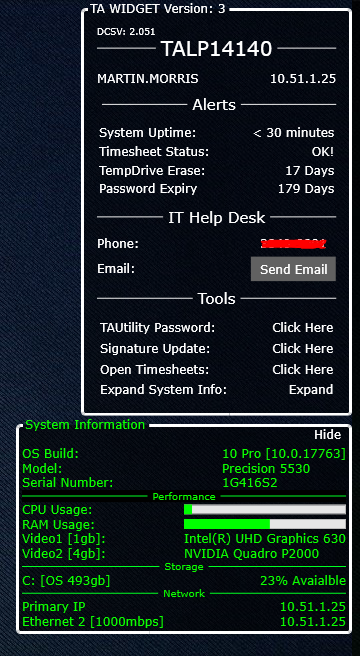 TA WIDGET Version: 3
DCSV: 2.051
TALP14140
MARTIN.MORRIS 10.51.1.25
Alerts
System Uptime: < 30 minutes
Timesheet Status: OK!
TempDrive Erase: 17 Days
Password Expiry 179 Days
IT Help Desk
Phone:
Email: Send Email
Tools
TAUtility Password: Click Here
Signature Update: Click Here
Open Timesheets: Click Here
Expand System Info: Expand
System Information
Hide
OS Build: 10 Pro [10.0.17763]
Model: Precision 5530
Serial Number: 1G416S2
Performance
CPU Usage:
RAM Usage:
Video1 [1gb]: Intel(R) UHD Graphics 630
Video2 [4gb]: NVIDIA Quadro P2000
Storage
C: [OS 493gb] 23% Avaialble
Network
Primary IP 10.51.1.25
Ethernet 2 [1000mbps] 10.51.1.25